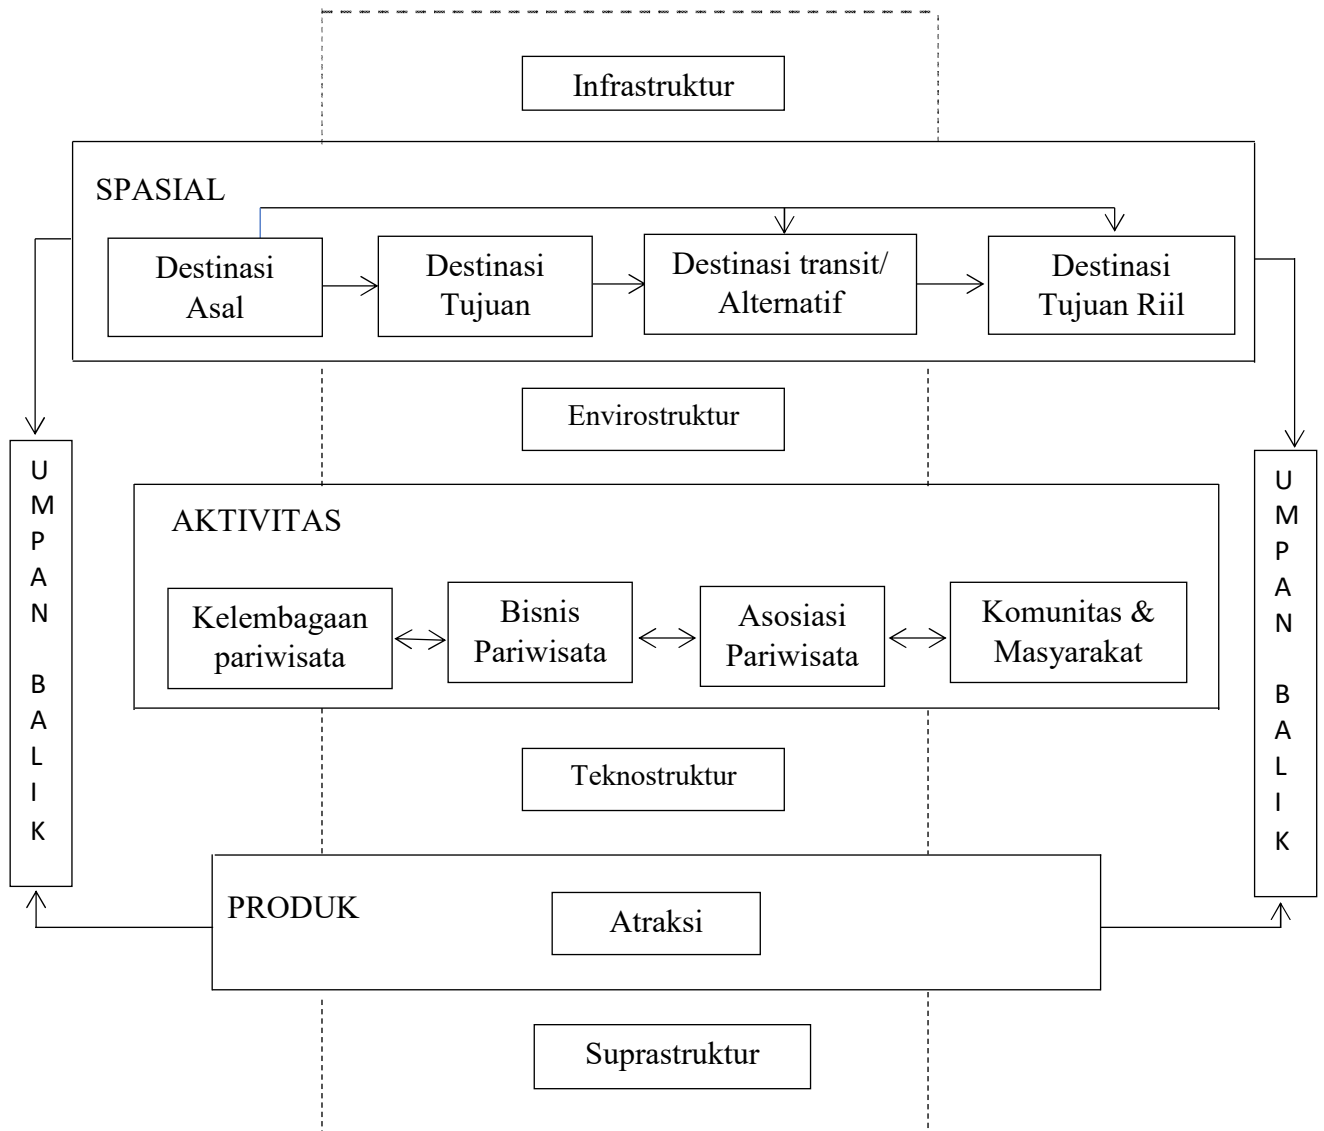 Infrastruktur
SPASIAL
Destinasi
Asal
Destinasi
Tujuan
Destinasi transit/
Alternatif
Destinasi
Tujuan Riil
Envirostruktur
U
M
P
A
N
B
A
L
I
K
U
M
P
A
N
B
A
L
I
K
AKTIVITAS
Kelembagaan
pariwisata
Bisnis
Pariwisata
Asosiasi
Pariwisata
Komunitas &
Masyarakat
Teknostruktur
PRODUK
Atraksi
Suprastruktur